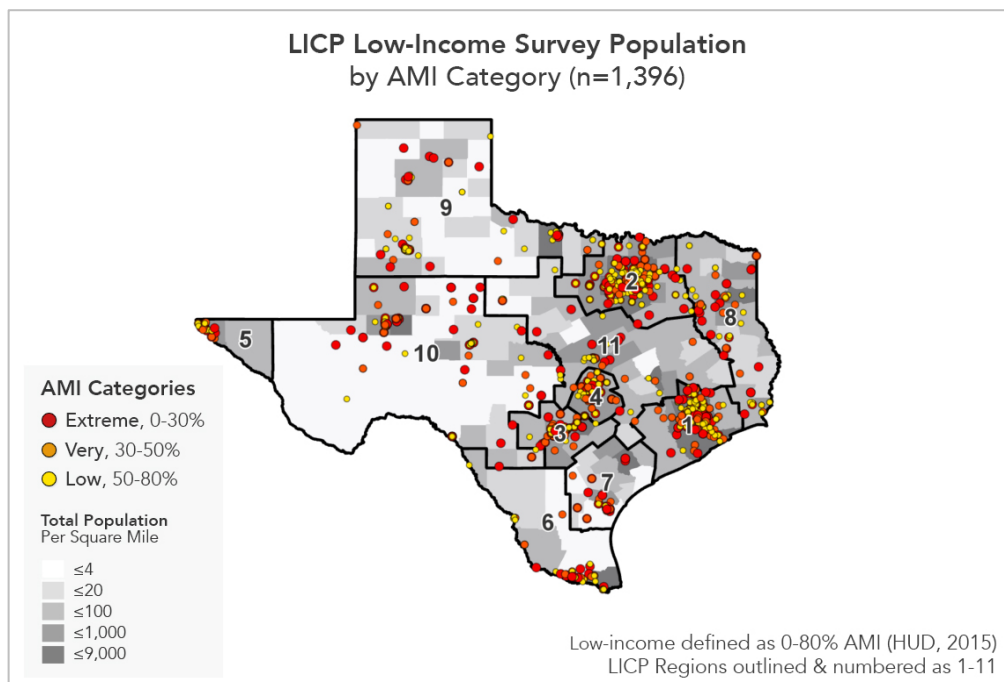 LICP Low-Income Survey Population
by AMI Category (n=1,396)
9
2
8
5
10
11
4
3
1
7
6
AMI Categories
Extreme, 0-30%
Very, 30-50%
Low, 50-80%
Total Population
Per Square Mile
≤4
≤20
≤100
≤1,000
≤9,000
Low-income defined as 0-80% AMI (HUD, 2015)
LICP Regions outlined & numbered as 1-11